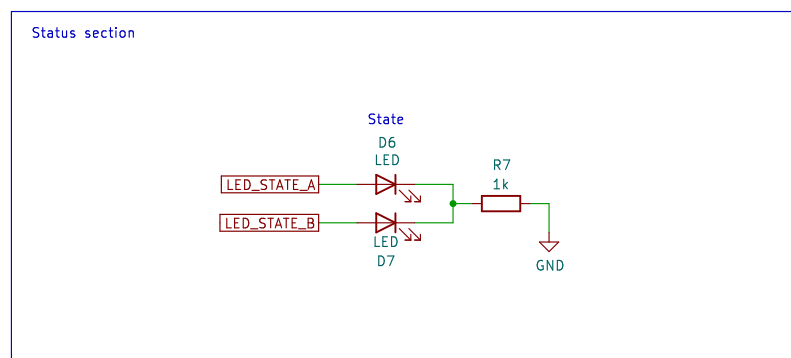 Status section
State
D6
LED
R7
1k
LED_STATE_A
LED_STATE_B
LED
D7
GND